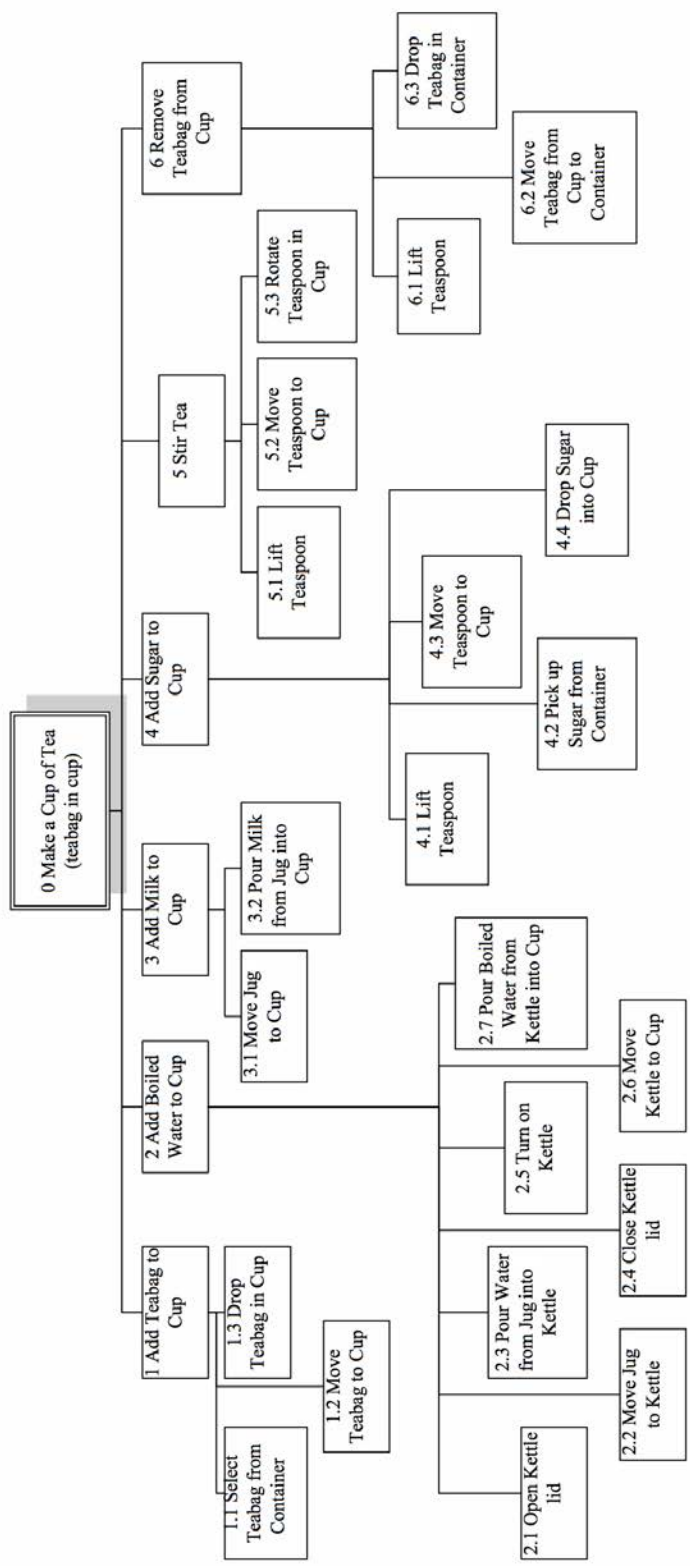 0 Make a Cup of Tea
(teabag in cup)
1 Add Teabag to
Cup
1.1 Select
Teabag from
Container
1.2 Move
Teabag to Cup
1.3 Drop
Teabag in Cup
2 Add Boiled
Water to Cup
2.1 Open Kettle
lid
2.2 Move Jug
to Kettle
2.3 Pour Water
from Jug into
Kettle
2.4 Close Kettle
lid
2.5 Turn on
Kettle
2.6 Move
Kettle to Cup
2.7 Pour Boiled
Water from
Kettle into Cup
3 Add Milk to
Cup
3.1 Move Jug
to Cup
3.2 Pour Milk
from Jug into
Cup
4 Add Sugar to
Cup
4.1 Lift
Teaspoon
4.2 Pick up
Sugar from
Container
4.3 Move
Teaspoon to
Cup
4.4 Drop Sugar
into Cup
5 Stir Tea
5.1 Lift
Teaspoon
5.2 Move
Teaspoon to
Cup
5.3 Rotate
Teaspoon in
Cup
6 Remove
Teabag from
Cup
6.1 Lift
Teaspoon
6.2 Move
Teabag from
Cup to
Container
6.3 Drop
Teabag in
Container